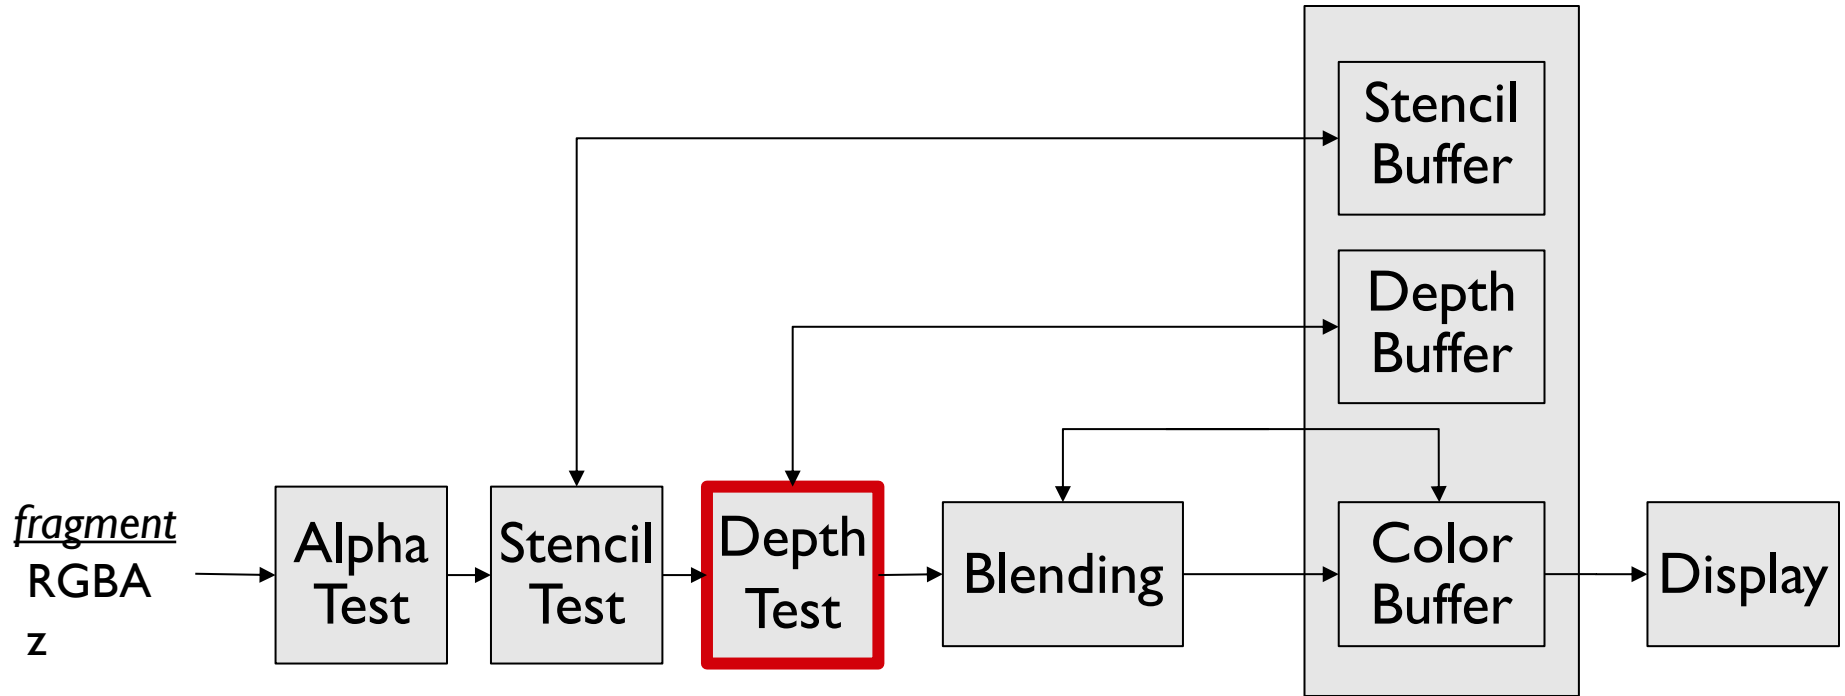 Stencil
Buffer
Depth
Buffer
fragment
RGBA
z
Alpha
Test
Stencil
Test
Depth
Test
Blending
Color
Buffer
Display